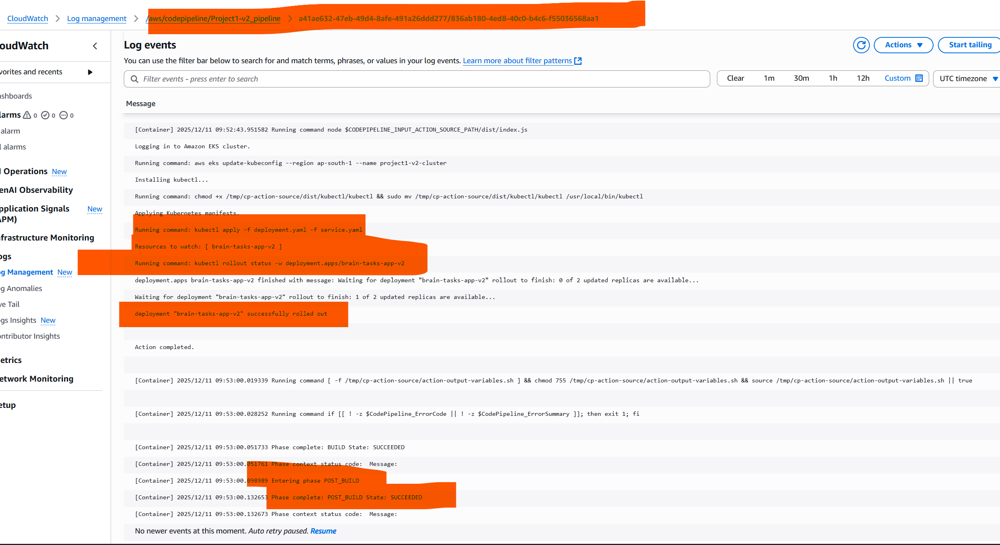 CloudWatch > Log management > /aws/codepipeline/Project1-v2_pipeline > a41ae632-47eb-49d4-8afe-491a26ddd277/836ab180-4ed8-40c0-b4c6-f55036568aa1
oudWatch
vorites and recents
ashboards
larms 0 0 0
alarm
l alarms
I Operations New
enAI Observability
pplication Signals New
APM)
nfrastructure Monitoring
ogs
og Management New
og Anomalies
ve Tail
ogs Insights New
ontributor Insights
etrics
etwork Monitoring
etup
Log events
Actions
Start tailing
You can use the filter bar below to search for and match terms, phrases, or values in your log events. Learn more about filter patterns
Filter events - press enter to search
Clear 1m 30m 1h 12h Custom
UTC timezone
Message
[Container] 2025/12/11 09:52:43.951582 Running command node $CODEPIPELINE_INPUT_ACTION_SOURCE_PATH/dist/index.js
Logging in to Amazon EKS cluster.
Running command: aws eks update-kubeconfig --region ap-south-1 --name project1-v2-cluster
Installing kubectl...
Running command: chmod +x /tmp/cp-action-source/dist/kubectl/kubectl && sudo mv /tmp/cp-action-source/dist/kubectl/kubectl /usr/local/bin/kubectl
Applying Kubernetes manifests.
Running command: kubectl apply -f deployment.yaml -f service.yaml
Resources to watch: [ brain-tasks-app-v2 ]
Running command: kubectl rollout status -w deployment.apps/brain-tasks-app-v2
deployment.apps brain-tasks-app-v2 finished with message: Waiting for deployment "brain-tasks-app-v2" rollout to finish: 0 of 2 updated replicas are available...
Waiting for deployment "brain-tasks-app-v2" rollout to finish: 1 of 2 updated replicas are available...
deployment "brain-tasks-app-v2" successfully rolled out
Action completed.
[Container] 2025/12/11 09:53:00.019339 Running command [ -f /tmp/cp-action-source/action-output-variables.sh ] && chmod 755 /tmp/cp-action-source/action-output-variables.sh && source /tmp/cp-action-source/action-output-variables.sh || true
[Container] 2025/12/11 09:53:00.028252 Running command if [[ ! -z $CodePipeline_ErrorCode || ! -z $CodePipeline_ErrorSummary ]]; then exit 1; fi
[Container] 2025/12/11 09:53:00.051733 Phase complete: BUILD State: SUCCEEDED
[Container] 2025/12/11 09:53:00.051761 Phase context status code:  Message:
[Container] 2025/12/11 09:53:00.098989 Entering phase POST_BUILD
[Container] 2025/12/11 09:53:00.132653 Phase complete: POST_BUILD State: SUCCEEDED
[Container] 2025/12/11 09:53:00.132673 Phase context status code:  Message:
No newer events at this moment. Auto retry paused. Resume